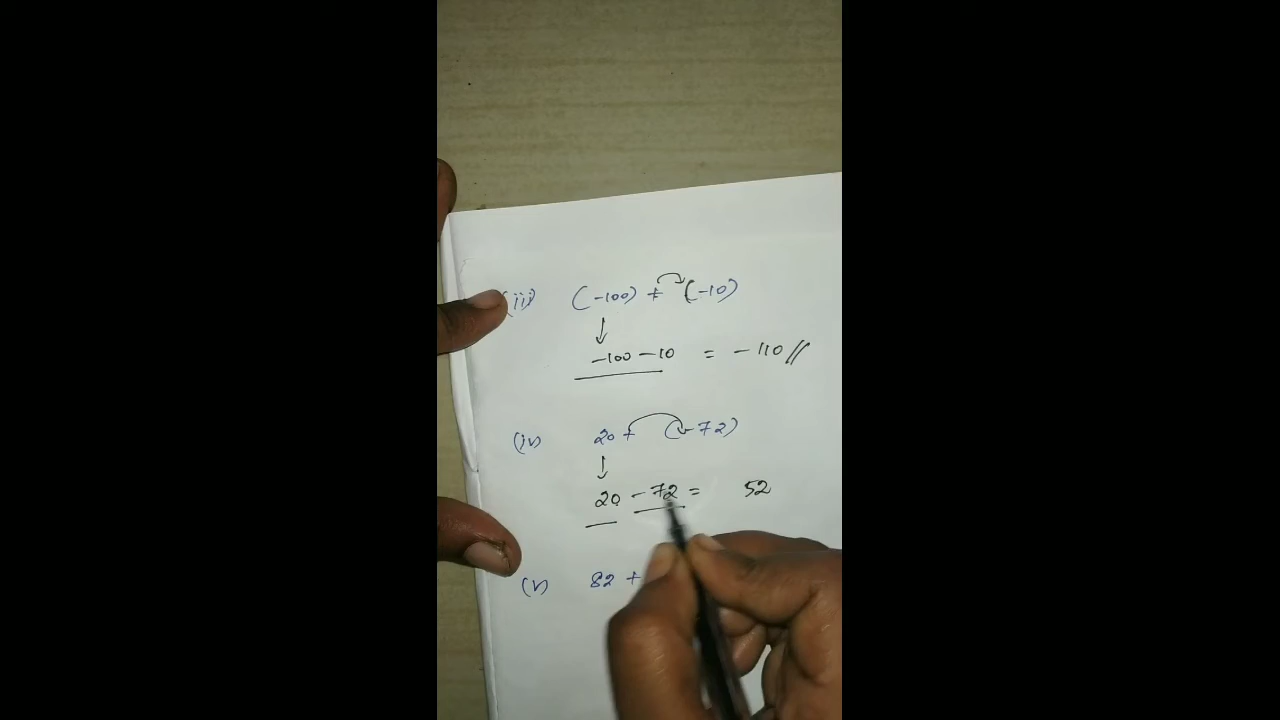 (iii) (-100) + (-10)
-100 - 10 = - 110 //
(iv) 20 + (-72)
20 - 72 = 52
(v) 82 +